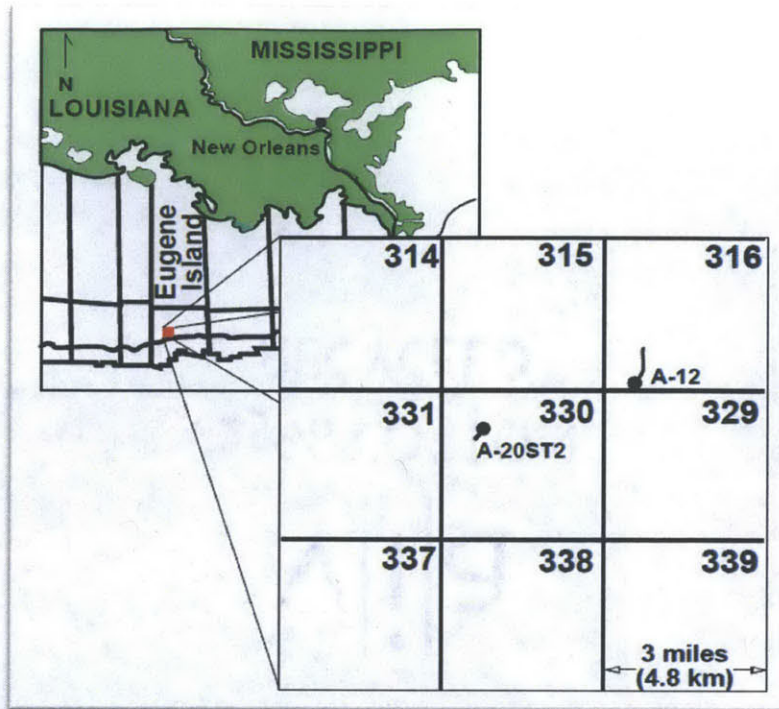 MISSISSIPPI
N
LOUISIANA
New Orleans
Eugene
Island
314
315
316
A-12
331
330
329
A-20ST2
337
338
339
3 miles
(4.8 km)